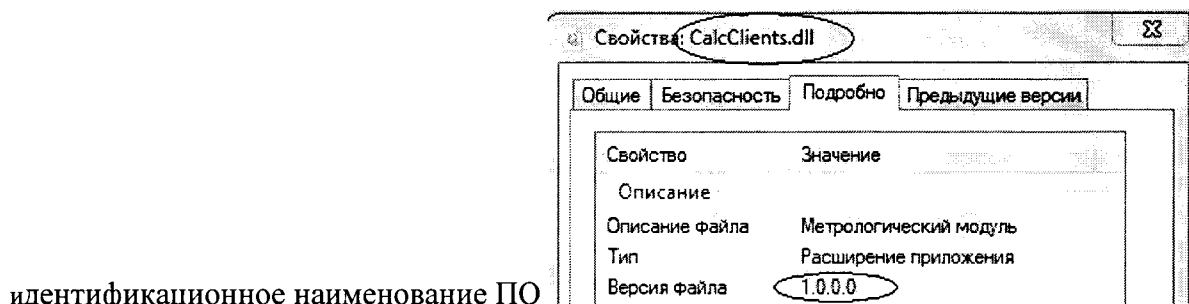 Свойства: CalcClients.dll
Общие Безопасность Подробно Предыдущие версии
Свойство Значение
Описание
Описание файла Метрологический модуль
Тип Расширение приложения
Версия файла 1.0.0.0
идентификационное наименование ПО